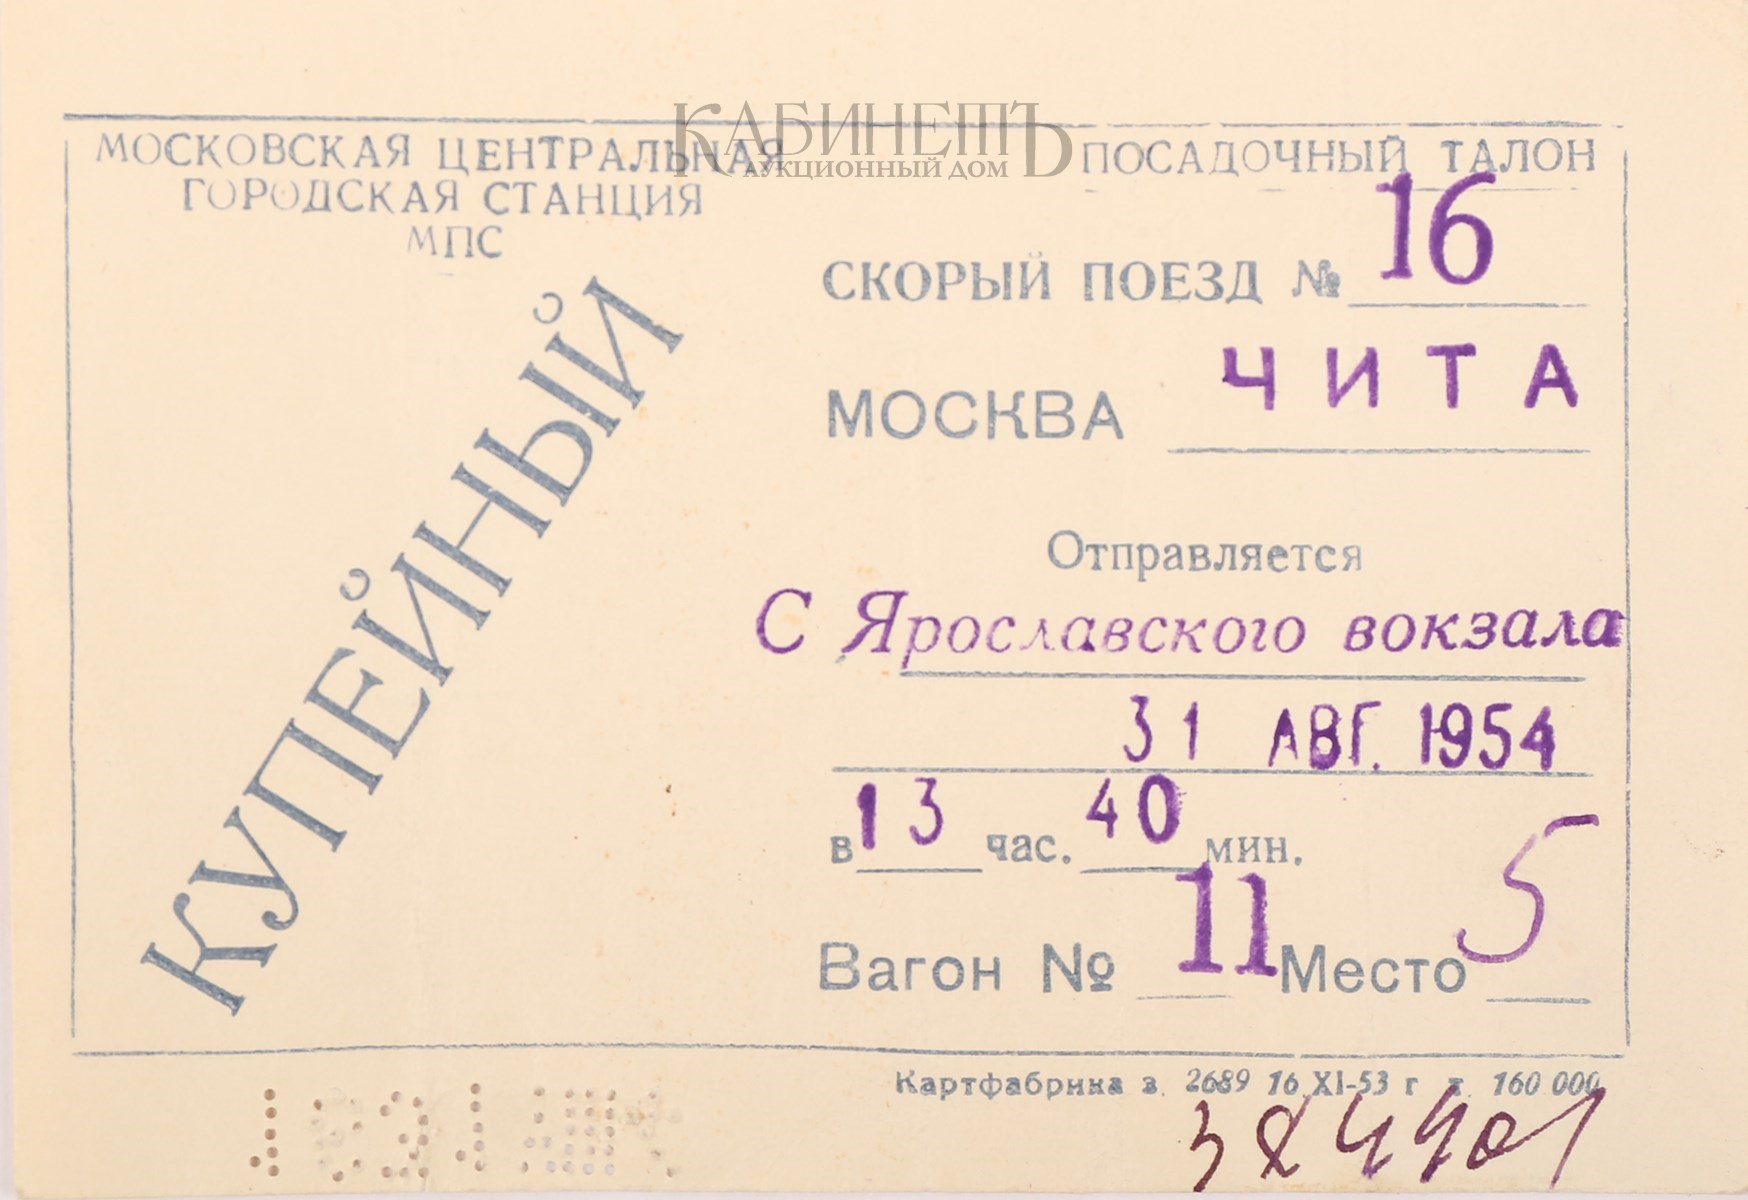 КАБИНЕТЪ
АУКЦИОННЫЙ ДОМ
МОСКОВСКАЯ ЦЕНТРАЛЬНАЯ
ГОРОДСКАЯ СТАНЦИЯ
МПС
КУПЕЙНЫЙ
ПОСАДОЧНЫЙ ТАЛОН
СКОРЫЙ ПОЕЗД № 16
МОСКВА ЧИТА
Отправляется
С Ярославского вокзала
31 АВГ. 1954
в 13 час. 40 мин.
Вагон № 11 Место 5
Картфабрика з. 2689 16 XI-53 г т. 160 000